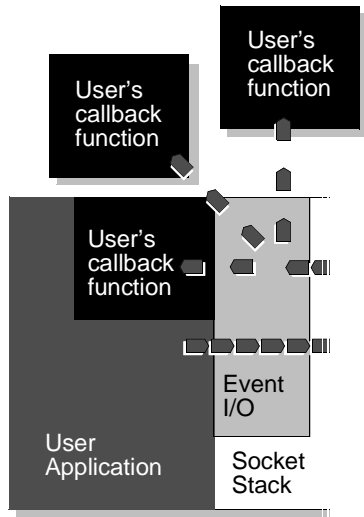 User's
callback
function
User's
callback
function
User's
callback
function
Event
I/O
User
Application
Socket
Stack